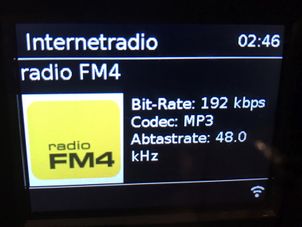 Internetradio 02:46
radio FM4
radio
FM4
Bit-Rate: 192 kbps
Codec: MP3
Abtastrate: 48.0
kHz